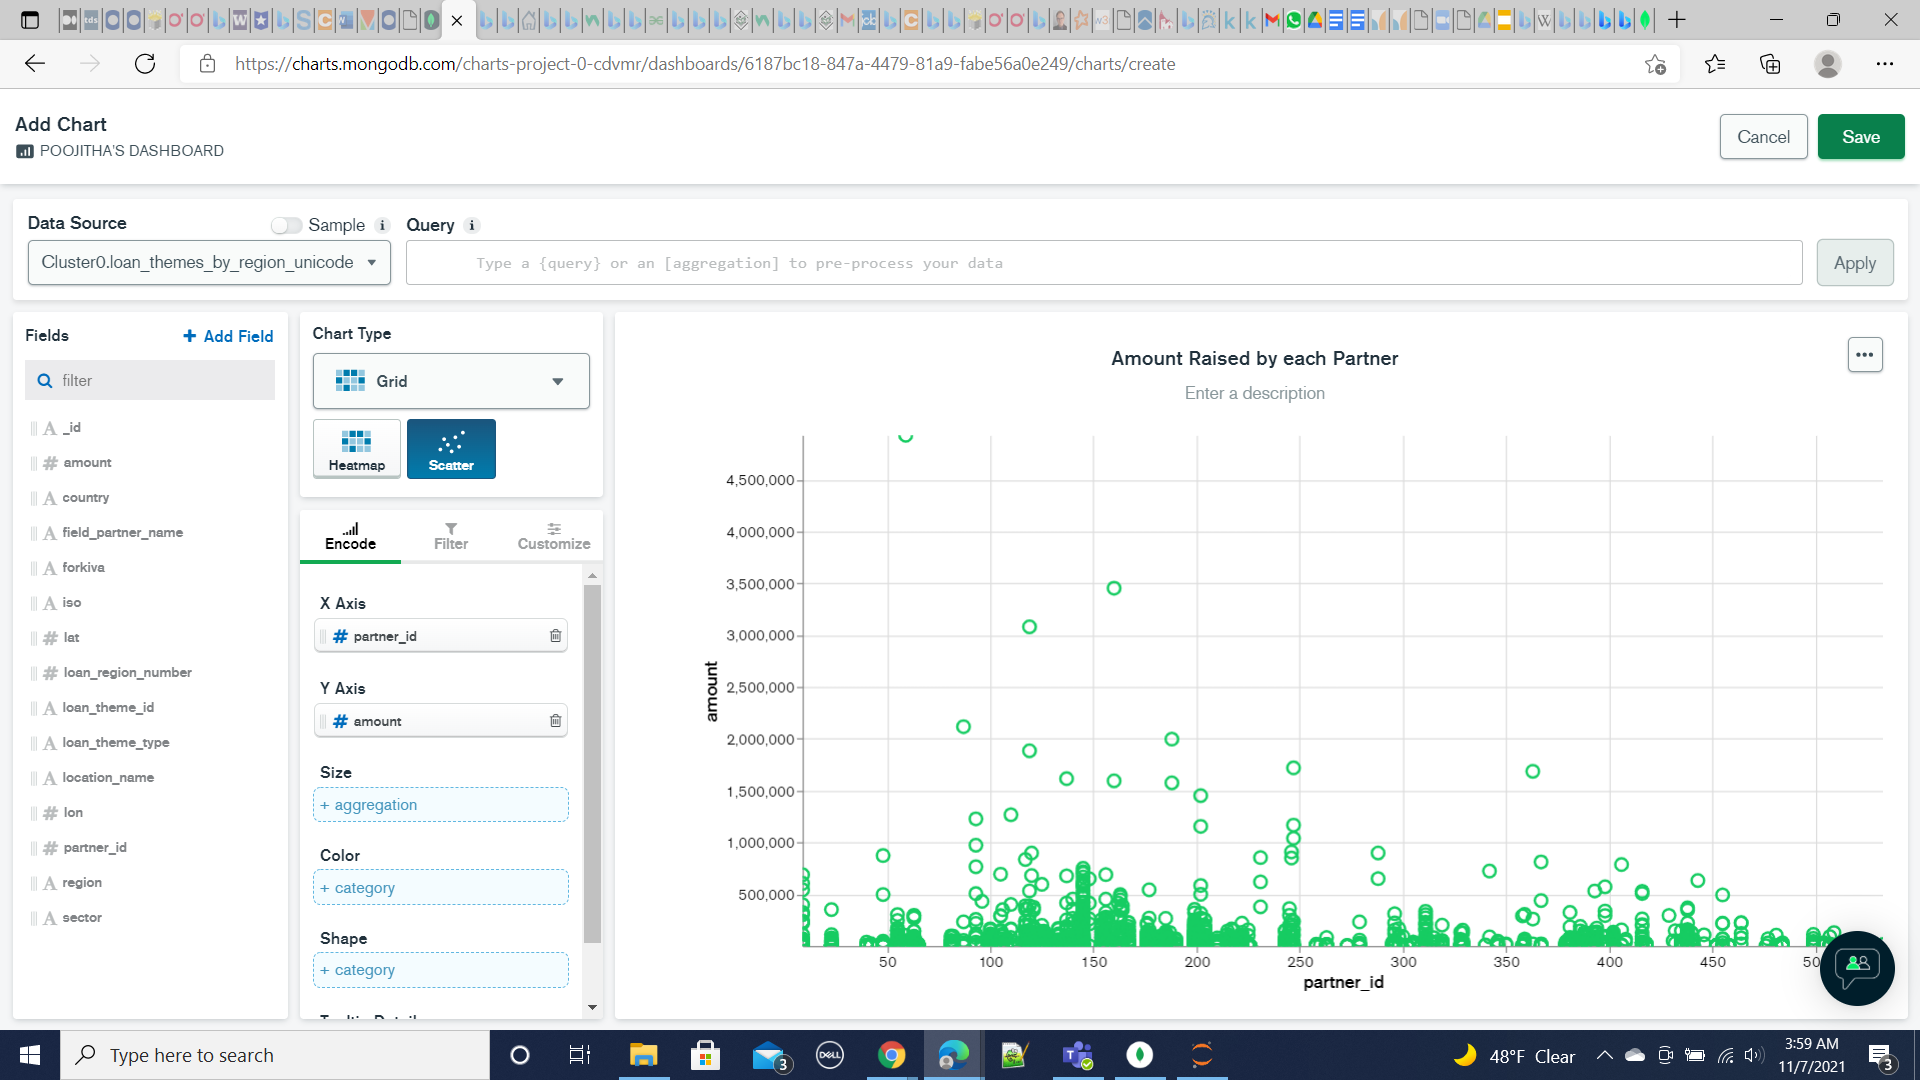 https://charts.mongodb.com/charts-project-0-cdvmr/dashboards/6187bc18-847a-4479-81a9-fabe56a0e249/charts/create
Add Chart
POOJITHA'S DASHBOARD
Cancel
Save
Data Source
Sample
Query
Cluster0.loan_themes_by_region_unicode
Type a {query} or an [aggregation] to pre-process your data
Apply
Fields
+ Add Field
filter
A _id
# amount
A country
A field_partner_name
A forkiva
A iso
# lat
# loan_region_number
A loan_theme_id
A loan_theme_type
A location_name
# lon
# partner_id
A region
A sector
Chart Type
Grid
Heatmap
Scatter
Encode
Filter
Customize
X Axis
# partner_id
Y Axis
# amount
Size
+ aggregation
Color
+ category
Shape
+ category
Amount Raised by each Partner
Enter a description
amount
4,500,000
4,000,000
3,500,000
3,000,000
2,500,000
2,000,000
1,500,000
1,000,000
500,000
50
100
150
200
250
300
350
400
450
partner_id
Type here to search
3
DELL
48°F Clear
3:59 AM
11/7/2021
3